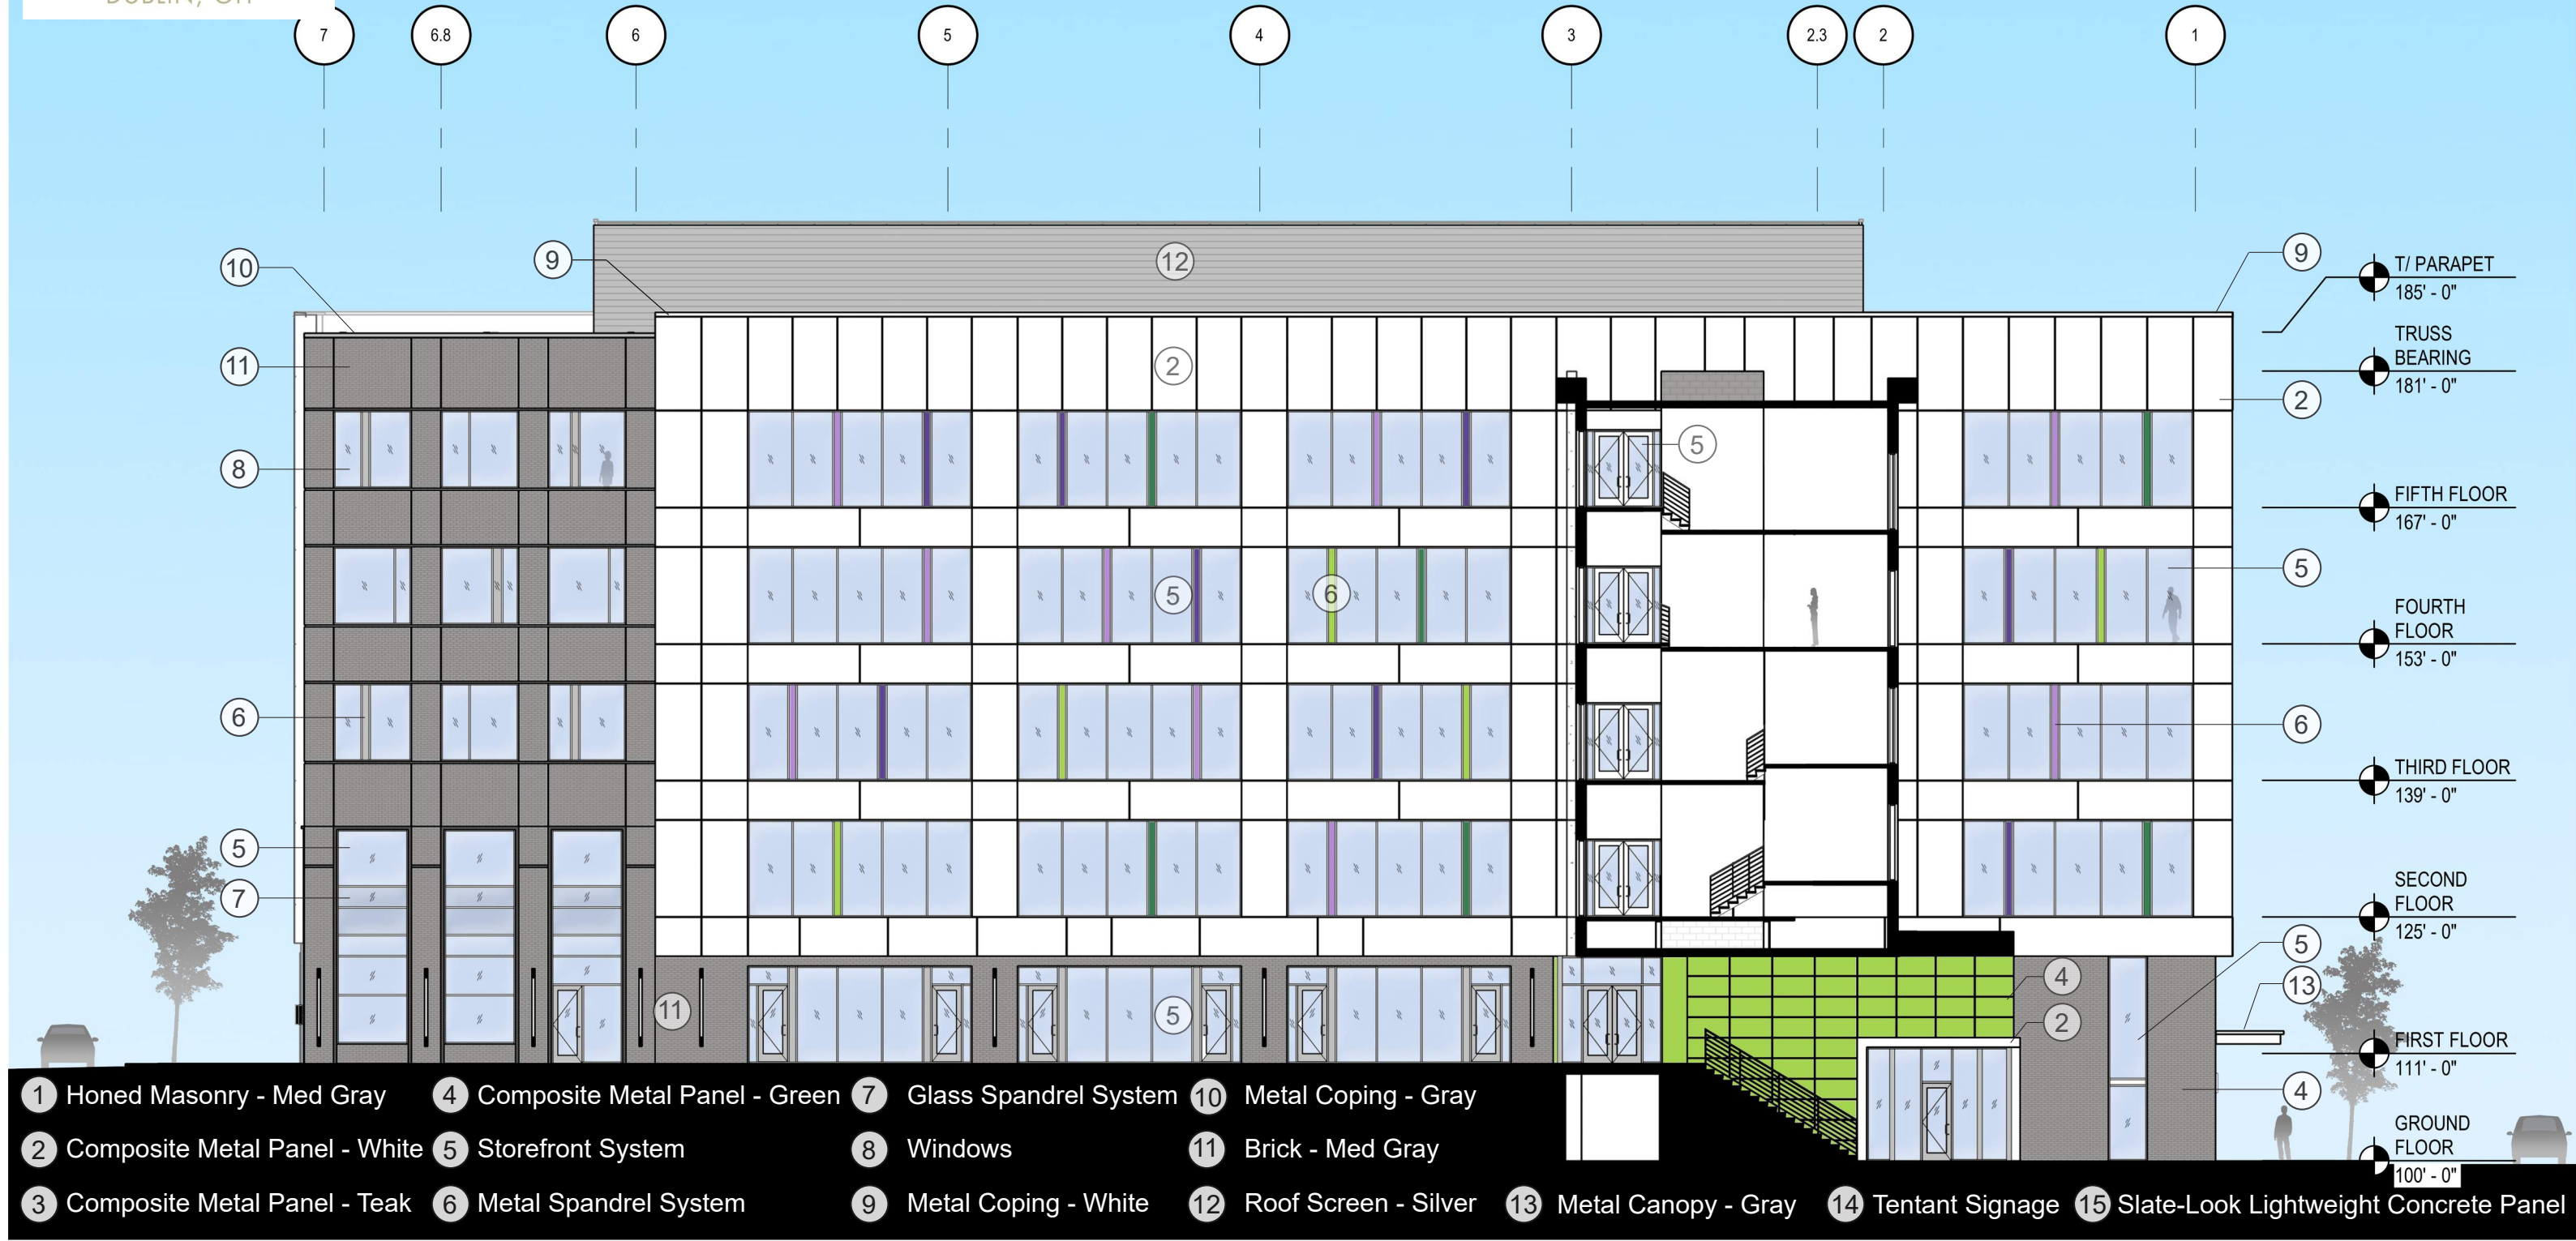 DUBLIN, OH
7 6.8 6 5 4 3 2.3 2 1
10 9 12 9
T/ PARAPET
185' - 0"
11 2
TRUSS
BEARING
181' - 0"
2
8 5
FIFTH FLOOR
167' - 0"
5 6 5
FOURTH
FLOOR
153' - 0"
6 6
THIRD FLOOR
139' - 0"
5
7
SECOND
FLOOR
125' - 0"
5
4 13
11 5 2
FIRST FLOOR
111' - 0"
4
GROUND
FLOOR
100' - 0"
1 Honed Masonry - Med Gray 4 Composite Metal Panel - Green 7 Glass Spandrel System 10 Metal Coping - Gray
2 Composite Metal Panel - White 5 Storefront System 8 Windows 11 Brick - Med Gray
3 Composite Metal Panel - Teak 6 Metal Spandrel System 9 Metal Coping - White 12 Roof Screen - Silver 13 Metal Canopy - Gray 14 Tentant Signage 15 Slate-Look Lightweight Concrete Panel